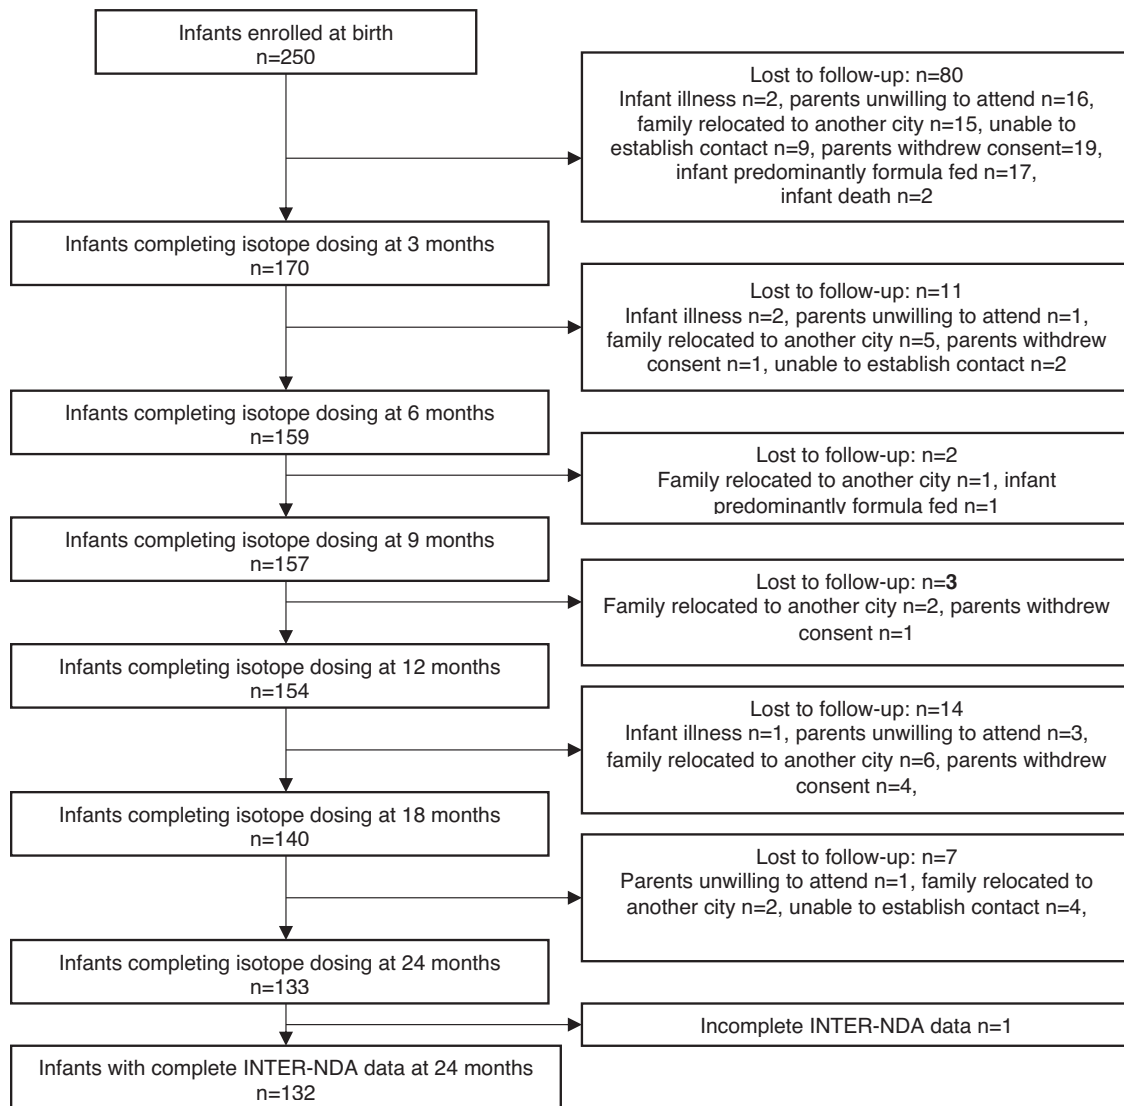 Infants enrolled at birth
n=250
Lost to follow-up: n=80
Infant illness n=2, parents unwilling to attend n=16,
family relocated to another city n=15, unable to
establish contact n=9, parents withdrew consent=19,
infant predominantly formula fed n=17,
infant death n=2
Infants completing isotope dosing at 3 months
n=170
Lost to follow-up: n=11
Infant illness n=2, parents unwilling to attend n=1,
family relocated to another city n=5, parents withdrew
consent n=1, unable to establish contact n=2
Infants completing isotope dosing at 6 months
n=159
Lost to follow-up: n=2
Family relocated to another city n=1, infant
predominantly formula fed n=1
Infants completing isotope dosing at 9 months
n=157
Lost to follow-up: n=3
Family relocated to another city n=2, parents withdrew
consent n=1
Infants completing isotope dosing at 12 months
n=154
Lost to follow-up: n=14
Infant illness n=1, parents unwilling to attend n=3,
family relocated to another city n=6, parents withdrew
consent n=4,
Infants completing isotope dosing at 18 months
n=140
Lost to follow-up: n=7
Parents unwilling to attend n=1, family relocated to
another city n=2, unable to establish contact n=4,
Infants completing isotope dosing at 24 months
n=133
Incomplete INTER-NDA data n=1
Infants with complete INTER-NDA data at 24 months
n=132